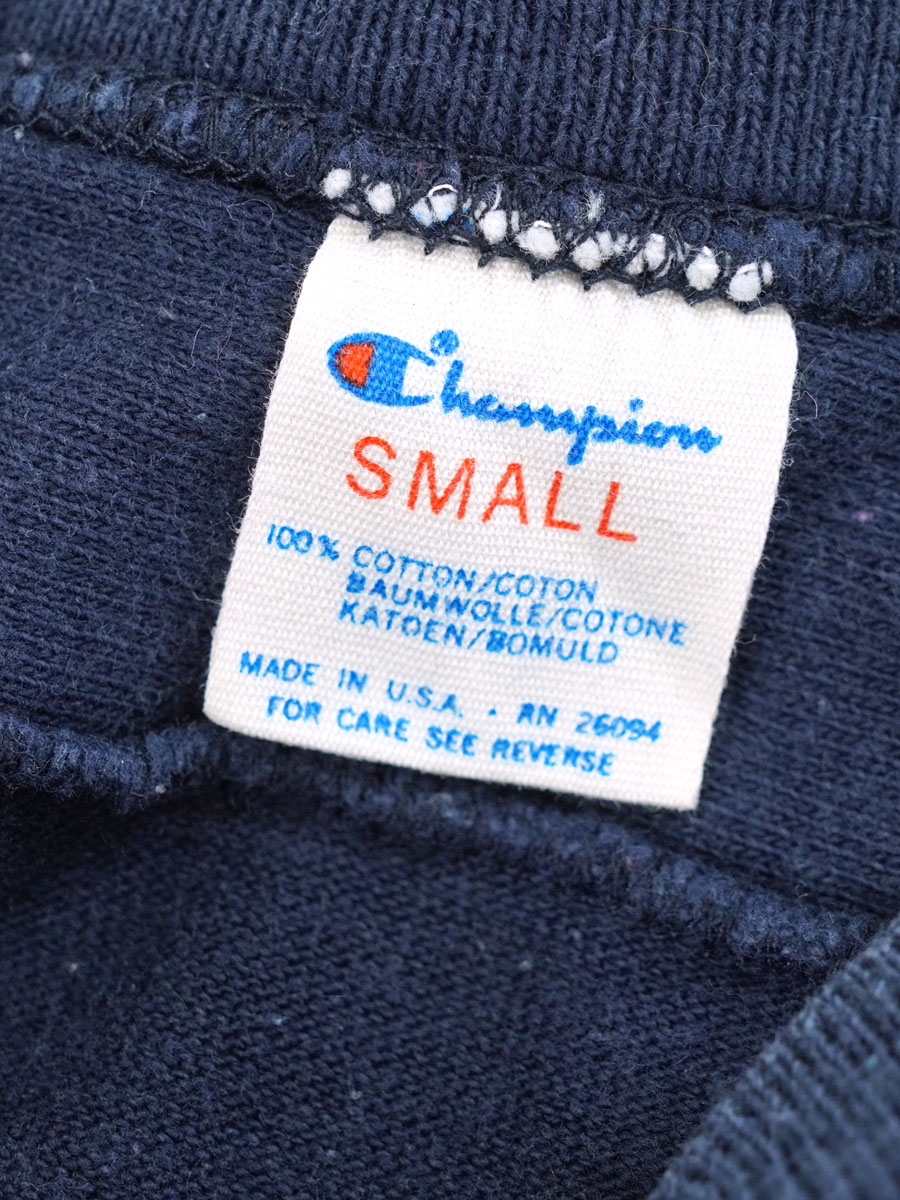 Champion
SMALL
100% COTTON/COTON
BAUMWOLLE/COTONE
KATOEN/BOMULD
MADE IN U.S.A. . RN 26094
FOR CARE SEE REVERSE